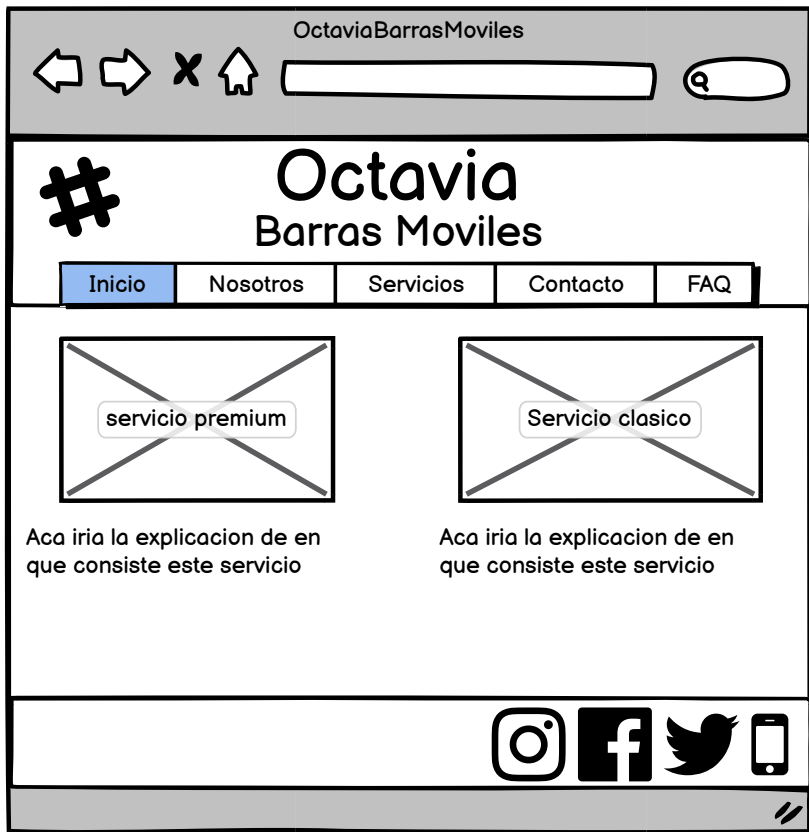 OctaviaBarrasMoviles
Octavia
Barras Moviles
Inicio Nosotros Servicios Contacto FAQ
servicio premium Servicio clasico
Aca iria la explicacion de en
que consiste este servicio
Aca iria la explicacion de en
que consiste este servicio